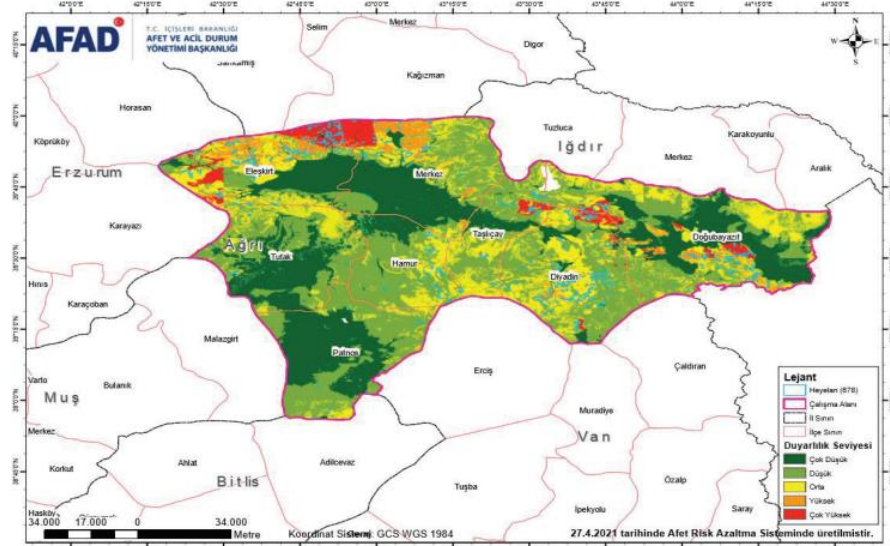 AFAD
T.C. İÇİŞLERİ BAKANLIĞI
AFET VE ACİL DURUM
YÖNETİMİ BAŞKANLIĞI
Selim
Merkez
Digor
Kağızman
Horasan
Köprüköy
Erzurum
Karayazı
Tuzluca
Iğdır
Karakoyunlu
Merkez
Aralık
Eleşkirt
Merkez
Taşlıçay
Doğubayazıt
Ağrı
Tutak
Hamur
Diyadin
Patnos
Hınıs
Karaçoban
Malazgirt
Varto
Bulanık
Muş
Merkez
Korkut
Hasköy
Ahlat
Bitlis
Adilcevaz
Erciş
Çaldıran
Muradiye
Van
Tuşba
Özalp
İpekyolu
Saray
Lejant
Heyelan (678)
Çalışma Alanı
İl Sınırı
İlçe Sınırı
Duyarlılık Seviyesi
Çok Düşük
Düşük
Orta
Yüksek
Çok Yüksek
N
W
E
S
34.000 17.000 0 34.000
Metre
Koordinat GCS WGS 1984
27.4.2021 tarihinde Afet Risk Azaltma Sisteminde üretilmiştir.